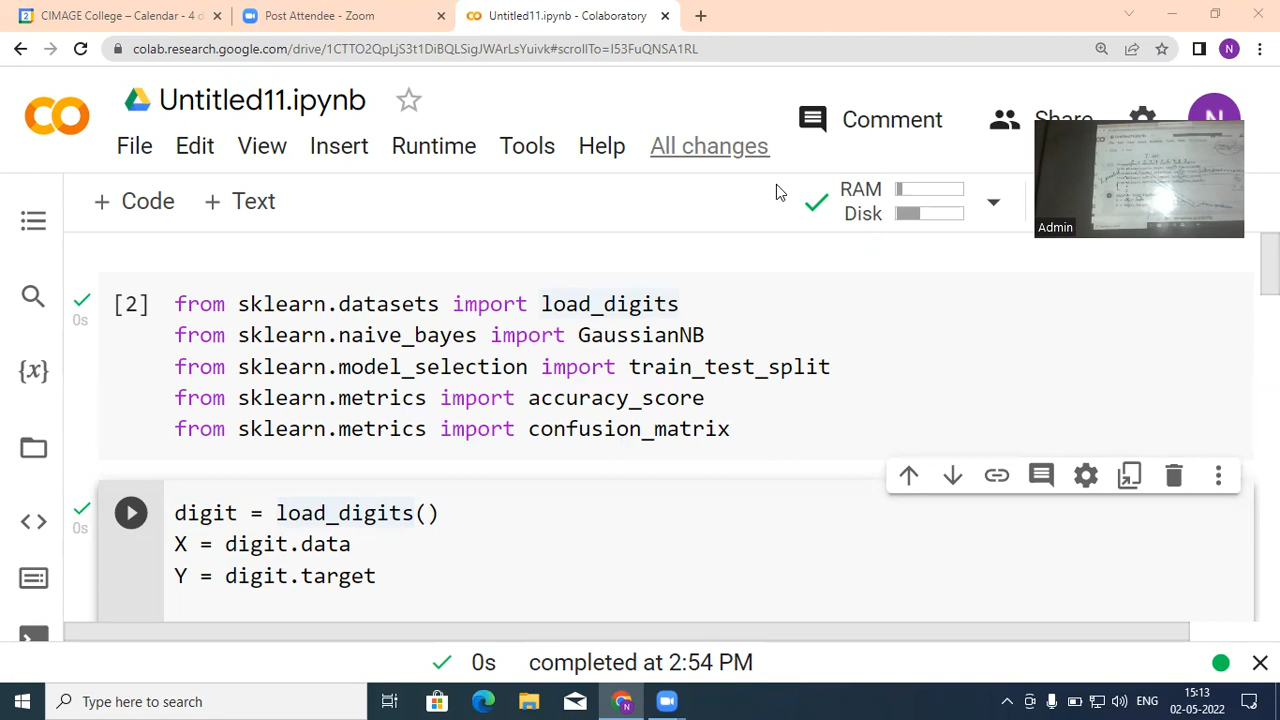 CIMAGE College – Calendar - 4 d
Post Attendee - Zoom
Untitled11.ipynb - Colaboratory
colab.research.google.com/drive/1CTTO2QpLjS3t1DiBQLSigJWArLsYuivk#scrollTo=I53FuQNSA1RL
N
Untitled11.ipynb
Comment
Share
N
File Edit View Insert Runtime Tools Help All changes
+ Code + Text
RAM
Disk
Admin
[2] from sklearn.datasets import load_digits
from sklearn.naive_bayes import GaussianNB
from sklearn.model_selection import train_test_split
from sklearn.metrics import accuracy_score
from sklearn.metrics import confusion_matrix
0s
{x}
digit = load_digits()
X = digit.data
Y = digit.target
0s
0s completed at 2:54 PM
Type here to search
ENG
15:13
02-05-2022